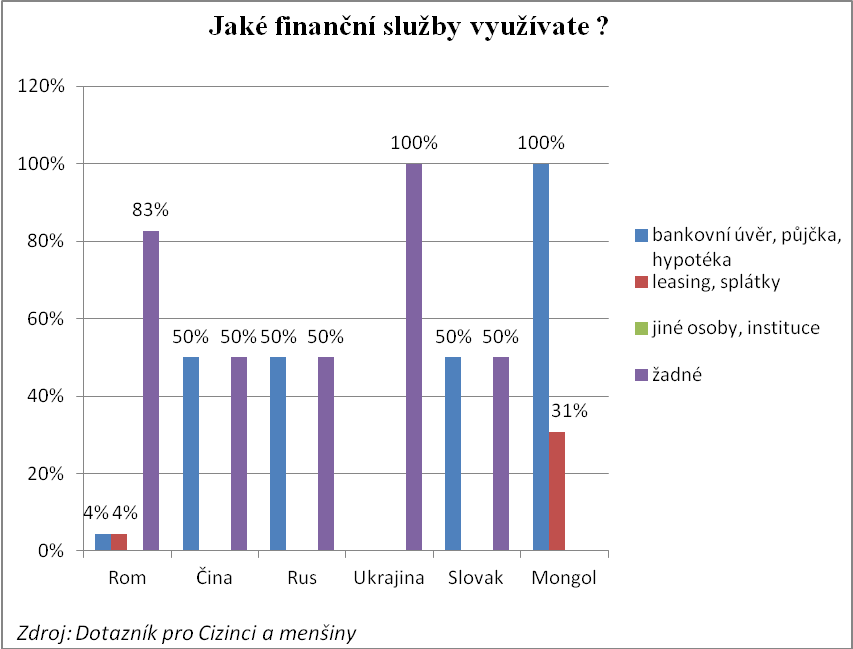 Jaké finanční služby využívate ?
120%
100%
80%
60%
40%
20%
0%
4%
4%
83%
50%
50%
50%
50%
100%
50%
50%
100%
31%
Rom
Čina
Rus
Ukrajina
Slovak
Mongol
bankovní úvěr, půjčka,
hypotéka
leasing, splátky
jiné osoby, instituce
žadné
Zdroj: Dotazník pro Cizinci a menšiny